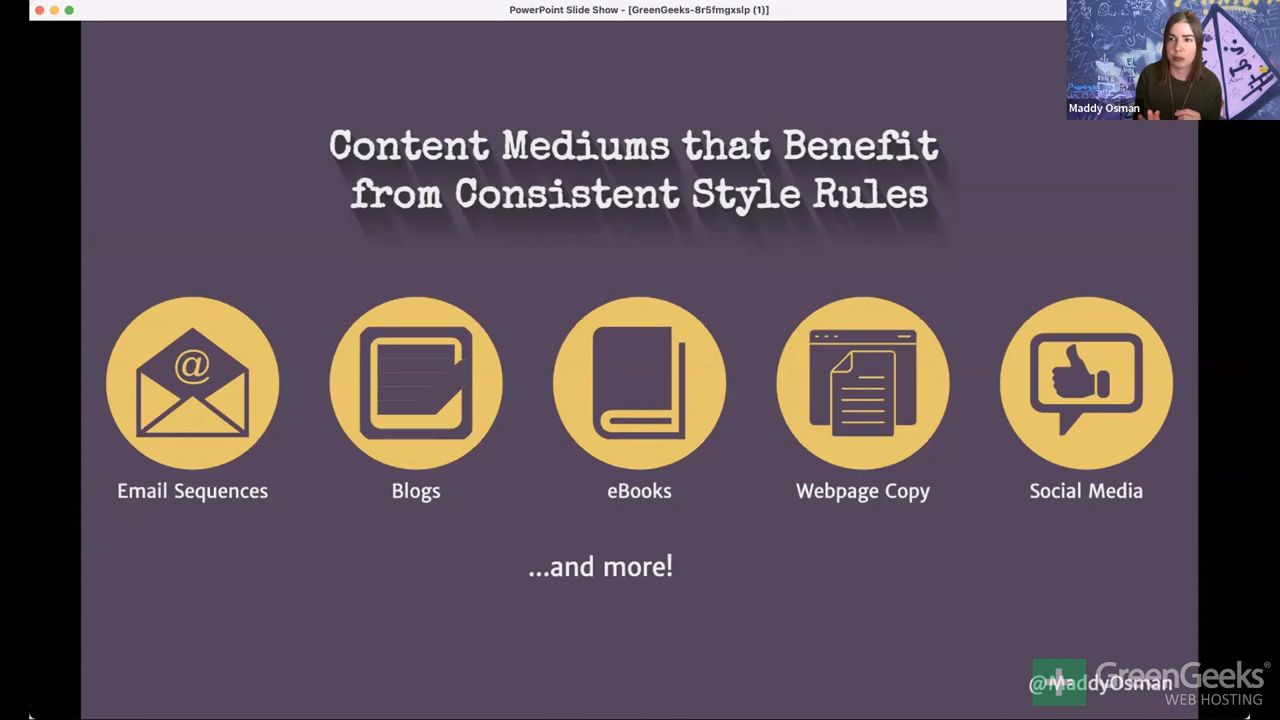 PowerPoint Slide Show - [GreenGeeks-8r5fmgxslp (1)]
Maddy Osman
Content Mediums that Benefit
from Consistent Style Rules
@
Email Sequences
Blogs
eBooks
Webpage Copy
Social Media
...and more!
@MaddyOsman
GreenGeeks®
WEB HOSTING